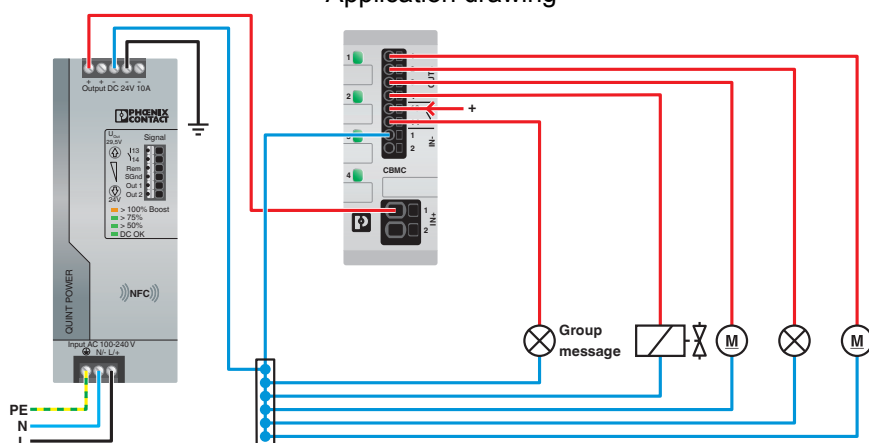 Application drawing
+ + - - -
Output DC 24V 10A
PHOENIX
CONTACT
UOut
29,5V
Signal
13
14
Rem
SGnd
Out 1
Out 2
24V
> 100% Boost
> 75%
> 50%
DC OK
NFC
QUINT POWER
Input AC 100-240 V
N/- L/+
PE
N
L
1
2
4
OUT
+
1
2
IN-
CBMC
1
2
IN+
Group
message
M
M